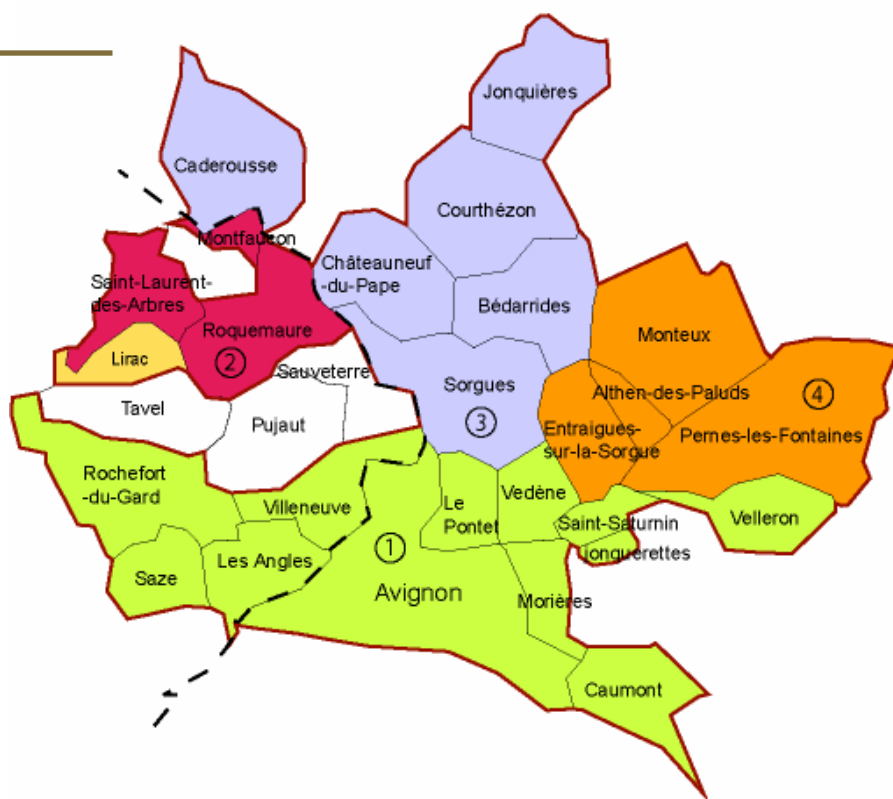 Jonquières
Caderousse
Courthézon
Montfaucon
Châteauneuf
-du-Pape
Saint-Laurent-
des-Arbres
Bédarrides
Roquemaure
Monteux
Lirac
②
Sauveterre
Sorgues
Althen-des-Paluds
④
Tavel
Pujaut
③
Entraigues-
sur-la-Sorgue
Pernes-les-Fontaines
Rochefort
-du-Gard
Villeneuve
Le
Pontet
Vedène
Saint-Saturnin
Velleron
jonquerettes
①
Les Angles
Saze
Avignon
Morières
Caumont